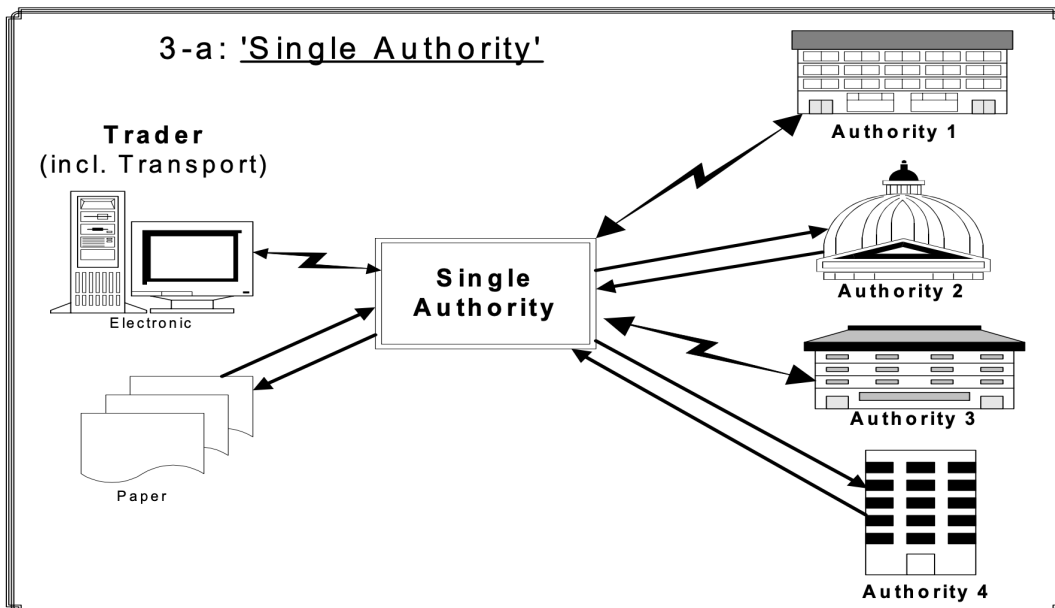 3-a: 'Single Authority'
Trader
(incl. Transport)
Electronic
Paper
Single
Authority
Authority 1
Authority 2
Authority 3
Authority 4